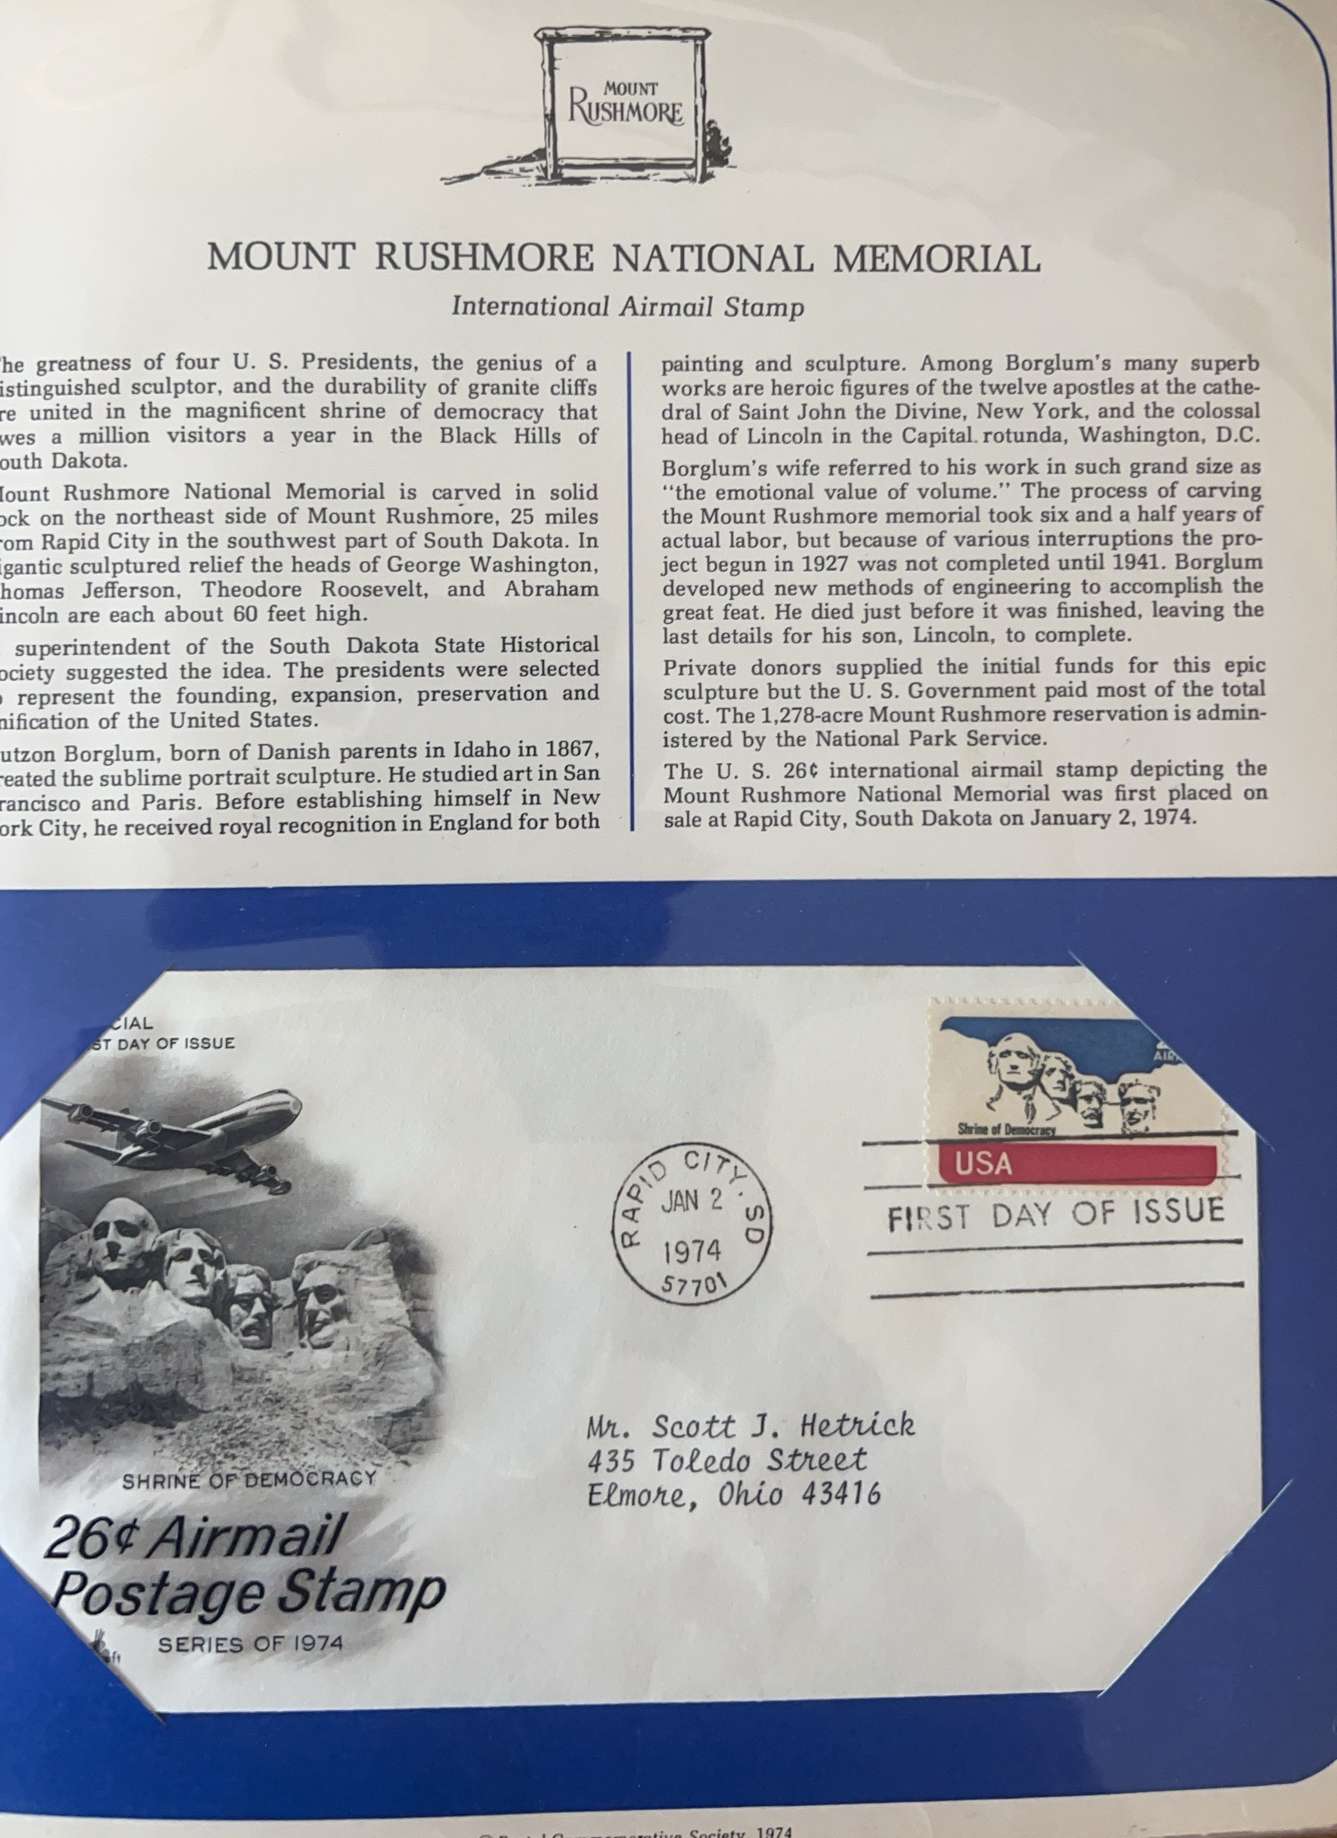 MOUNT
RUSHMORE
MOUNT RUSHMORE NATIONAL MEMORIAL
International Airmail Stamp
he greatness of four U. S. Presidents, the genius of a
istinguished sculptor, and the durability of granite cliffs
re united in the magnificent shrine of democracy that
wes a million visitors a year in the Black Hills of
outh Dakota.
ount Rushmore National Memorial is carved in solid
ock on the northeast side of Mount Rushmore, 25 miles
rom Rapid City in the southwest part of South Dakota. In
igantic sculptured relief the heads of George Washington,
homas Jefferson, Theodore Roosevelt, and Abraham
incoln are each about 60 feet high.
superintendent of the South Dakota State Historical
ociety suggested the idea. The presidents were selected
o represent the founding, expansion, preservation and
nification of the United States.
utzon Borglum, born of Danish parents in Idaho in 1867,
reated the sublime portrait sculpture. He studied art in San
rancisco and Paris. Before establishing himself in New
ork City, he received royal recognition in England for both
painting and sculpture. Among Borglum's many superb
works are heroic figures of the twelve apostles at the cathe-
dral of Saint John the Divine, New York, and the colossal
head of Lincoln in the Capital rotunda, Washington, D.C.
Borglum's wife referred to his work in such grand size as
"the emotional value of volume." The process of carving
the Mount Rushmore memorial took six and a half years of
actual labor, but because of various interruptions the pro-
ject begun in 1927 was not completed until 1941. Borglum
developed new methods of engineering to accomplish the
great feat. He died just before it was finished, leaving the
last details for his son, Lincoln, to complete.
Private donors supplied the initial funds for this epic
sculpture but the U. S. Government paid most of the total
cost. The 1,278-acre Mount Rushmore reservation is admin-
istered by the National Park Service.
The U. S. 26¢ international airmail stamp depicting the
Mount Rushmore National Memorial was first placed on
sale at Rapid City, South Dakota on January 2, 1974.
CIAL
ST DAY OF ISSUE
AIR
Shrine of Democracy
USA
RAPID CITY. SD
JAN 2
1974
57701
FIRST DAY OF ISSUE
Mr. Scott J. Hetrick
435 Toledo Street
Elmore, Ohio 43416
SHRINE OF DEMOCRACY
26¢ Airmail
Postage Stamp
SERIES OF 1974
Society, 1974